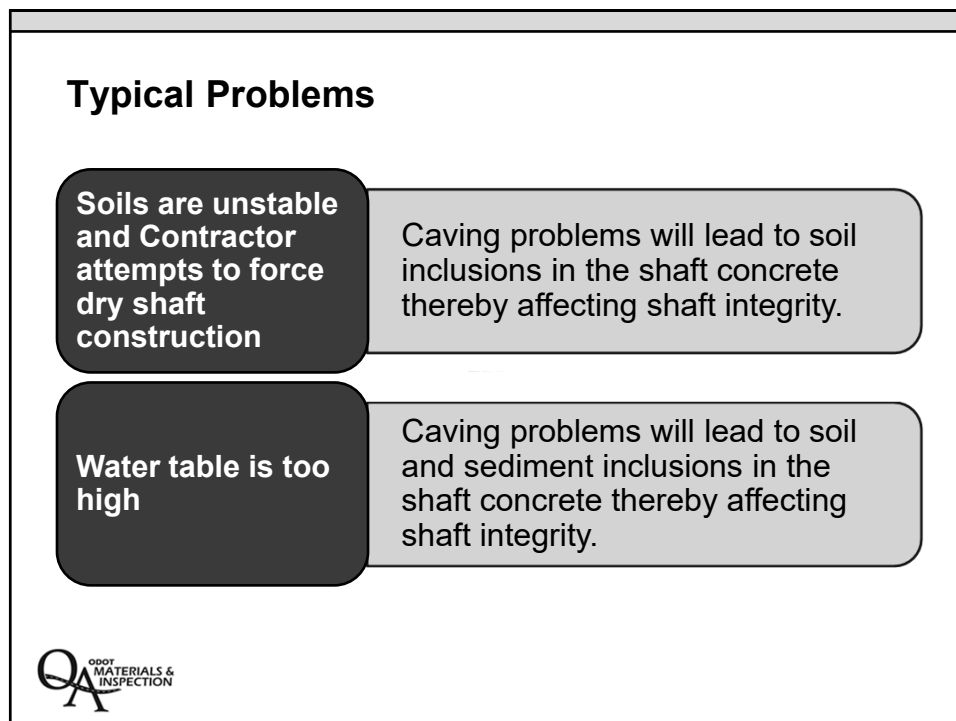 Typical Problems
Soils are unstable
and Contractor
attempts to force
dry shaft
construction
Caving problems will lead to soil
inclusions in the shaft concrete
thereby affecting shaft integrity.
Water table is too
high
Caving problems will lead to soil
and sediment inclusions in the
shaft concrete thereby affecting
shaft integrity.
QA
ODOT
MATERIALS &
INSPECTION